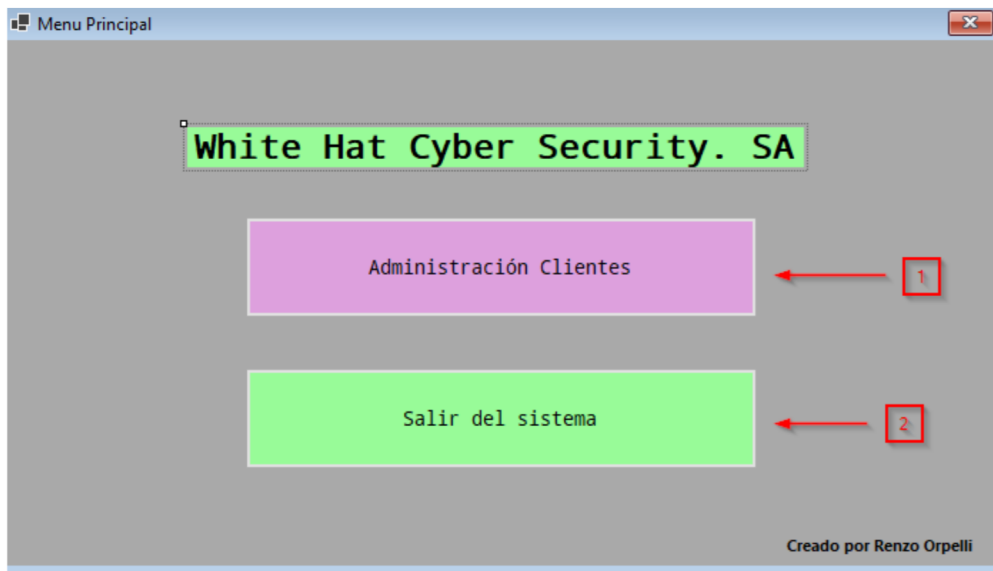 Menu Principal
White Hat Cyber Security. SA
Administración Clientes
1
Salir del sistema
2
Creado por Renzo Orpelli